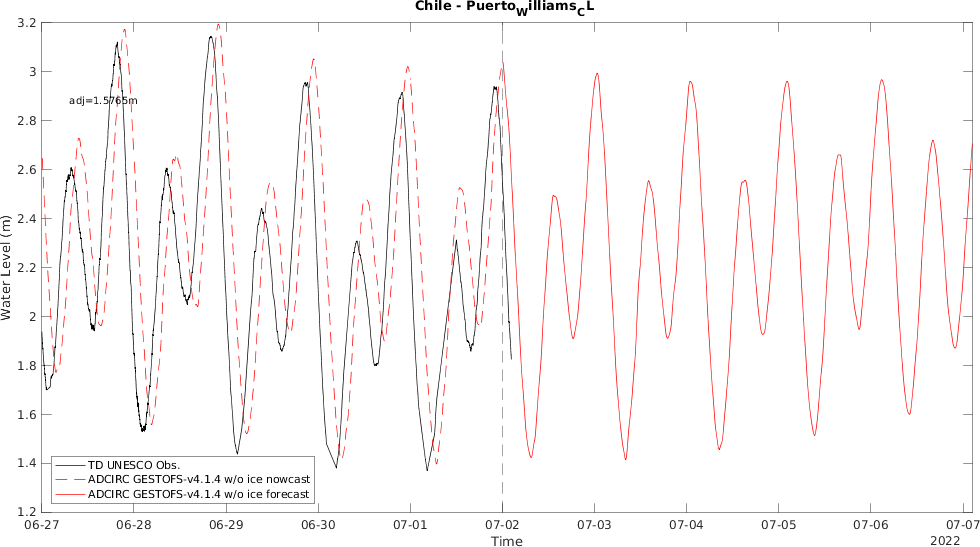 Chile - Puerto_Williams_CL
3.2
3
2.8
2.6
2.4
2.2
2
1.8
1.6
1.4
1.2
Water Level (m)
adj=1.5765m
TD UNESCO Obs.
ADCIRC GESTOFS-v4.1.4 w/o ice nowcast
ADCIRC GESTOFS-v4.1.4 w/o ice forecast
06-27 06-28 06-29 06-30 07-01 07-02 07-03 07-04 07-05 07-06 07-07
Time
2022